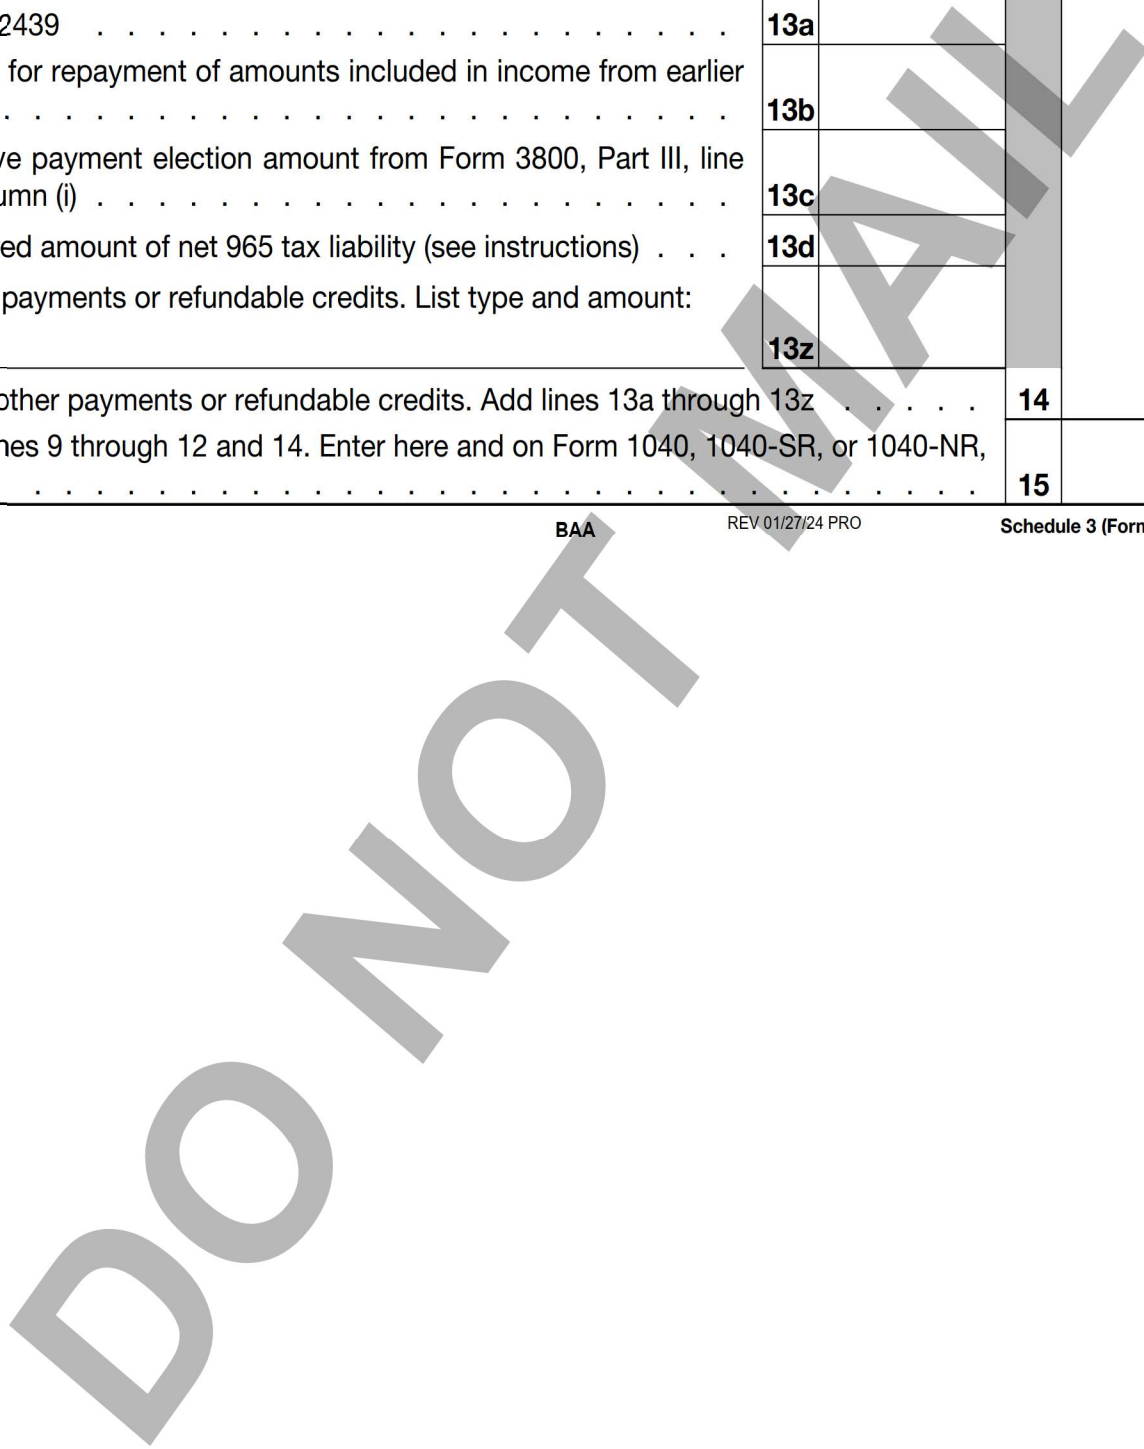 2439 . . . . . . . . . . . . . . . . . . . . . 13a
for repayment of amounts included in income from earlier
. . . . . . . . . . . . . . . . . . . . . . . . 13b
ve payment election amount from Form 3800, Part III, line
umn (i) . . . . . . . . . . . . . . . . . . . . . 13c
ed amount of net 965 tax liability (see instructions) . . . 13d
payments or refundable credits. List type and amount:
13z
other payments or refundable credits. Add lines 13a through 13z . . . . . 14
nes 9 through 12 and 14. Enter here and on Form 1040, 1040-SR, or 1040-NR,
. . . . . . . . . . . . . . . . . . . . . . . . . . . . . . . 15
BAA REV 01/27/24 PRO Schedule 3 (Form
DO NOT MAIL